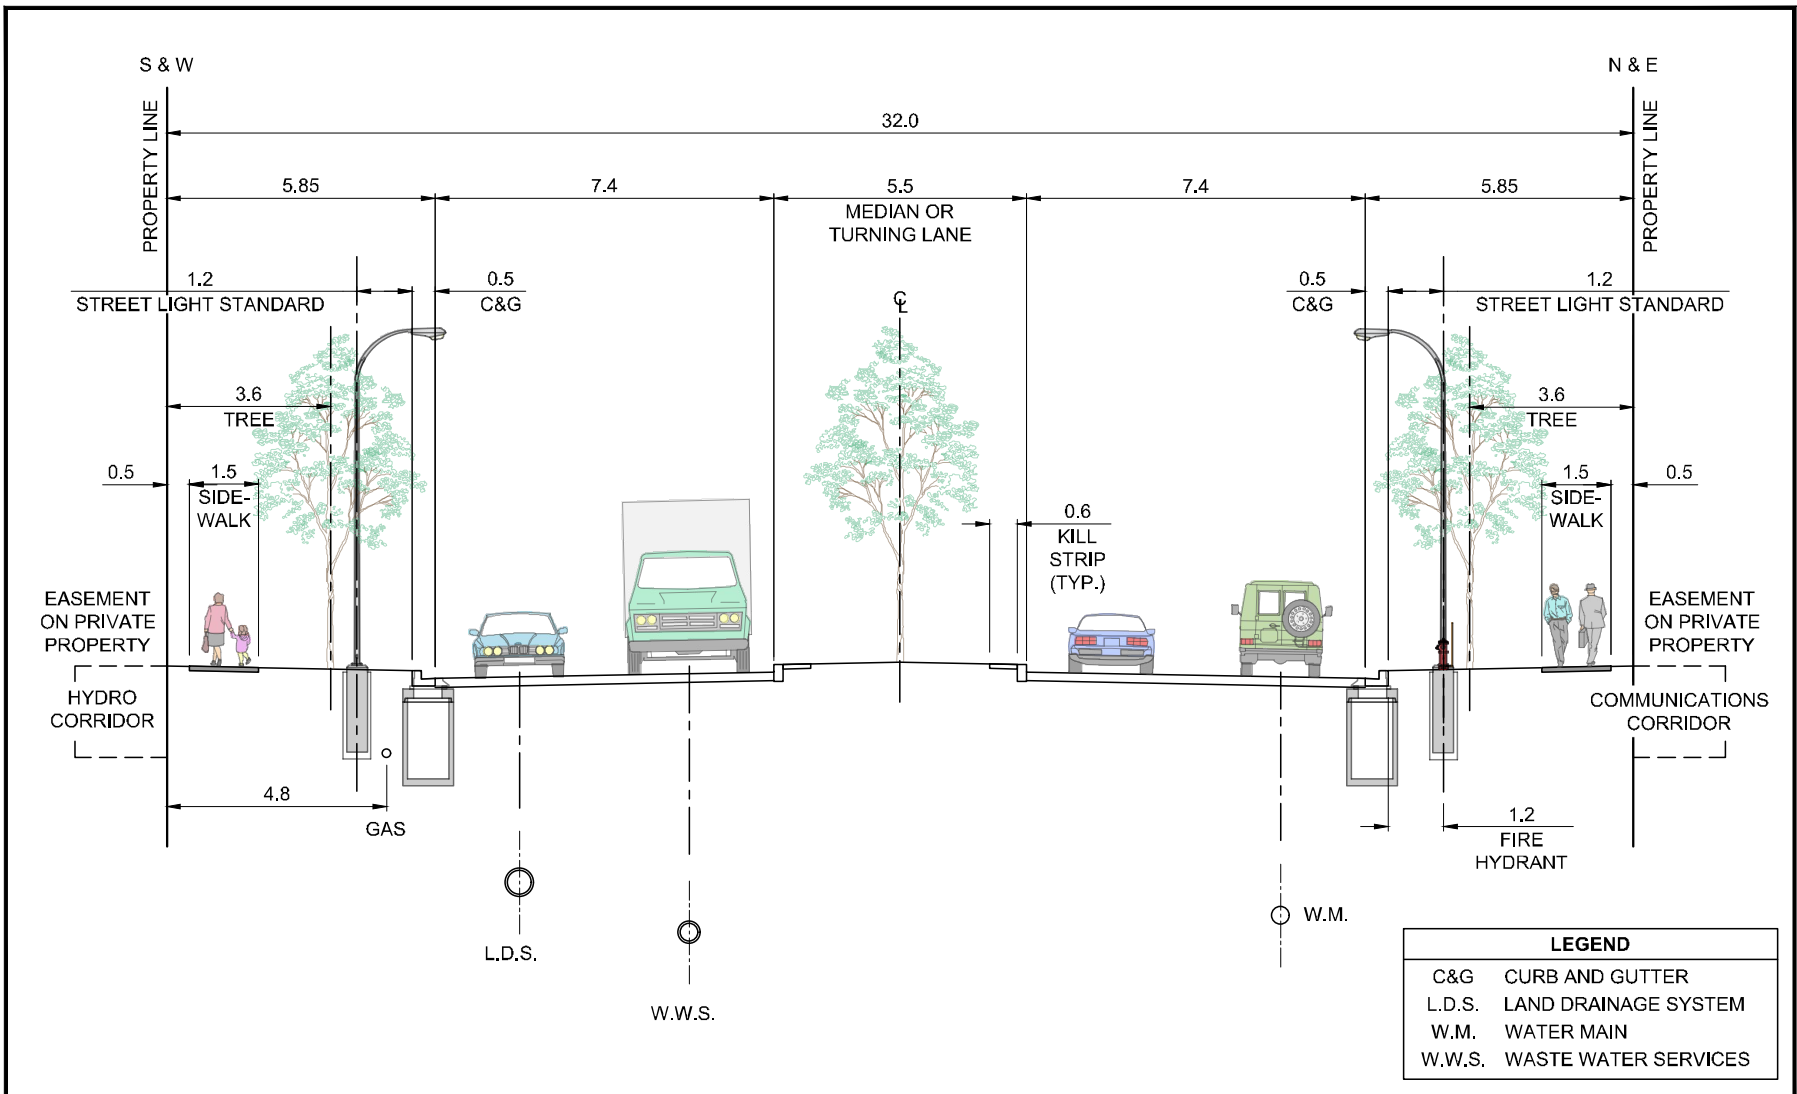 S & W
N & E
PROPERTY LINE
PROPERTY LINE
32.0
5.85
7.4
5.5
7.4
5.85
MEDIAN OR
TURNING LANE
1.2
STREET LIGHT STANDARD
0.5
C&G
CL
0.5
C&G
1.2
STREET LIGHT STANDARD
3.6
TREE
3.6
TREE
0.5
1.5
SIDE-
WALK
0.6
KILL
STRIP
(TYP.)
1.5
SIDE-
WALK
0.5
EASEMENT
ON PRIVATE
PROPERTY
EASEMENT
ON PRIVATE
PROPERTY
HYDRO
CORRIDOR
COMMUNICATIONS
CORRIDOR
4.8
GAS
1.2
FIRE
HYDRANT
L.D.S.
W.W.S.
W.M.
LEGEND
C&G CURB AND GUTTER
L.D.S. LAND DRAINAGE SYSTEM
W.M. WATER MAIN
W.W.S. WASTE WATER SERVICES